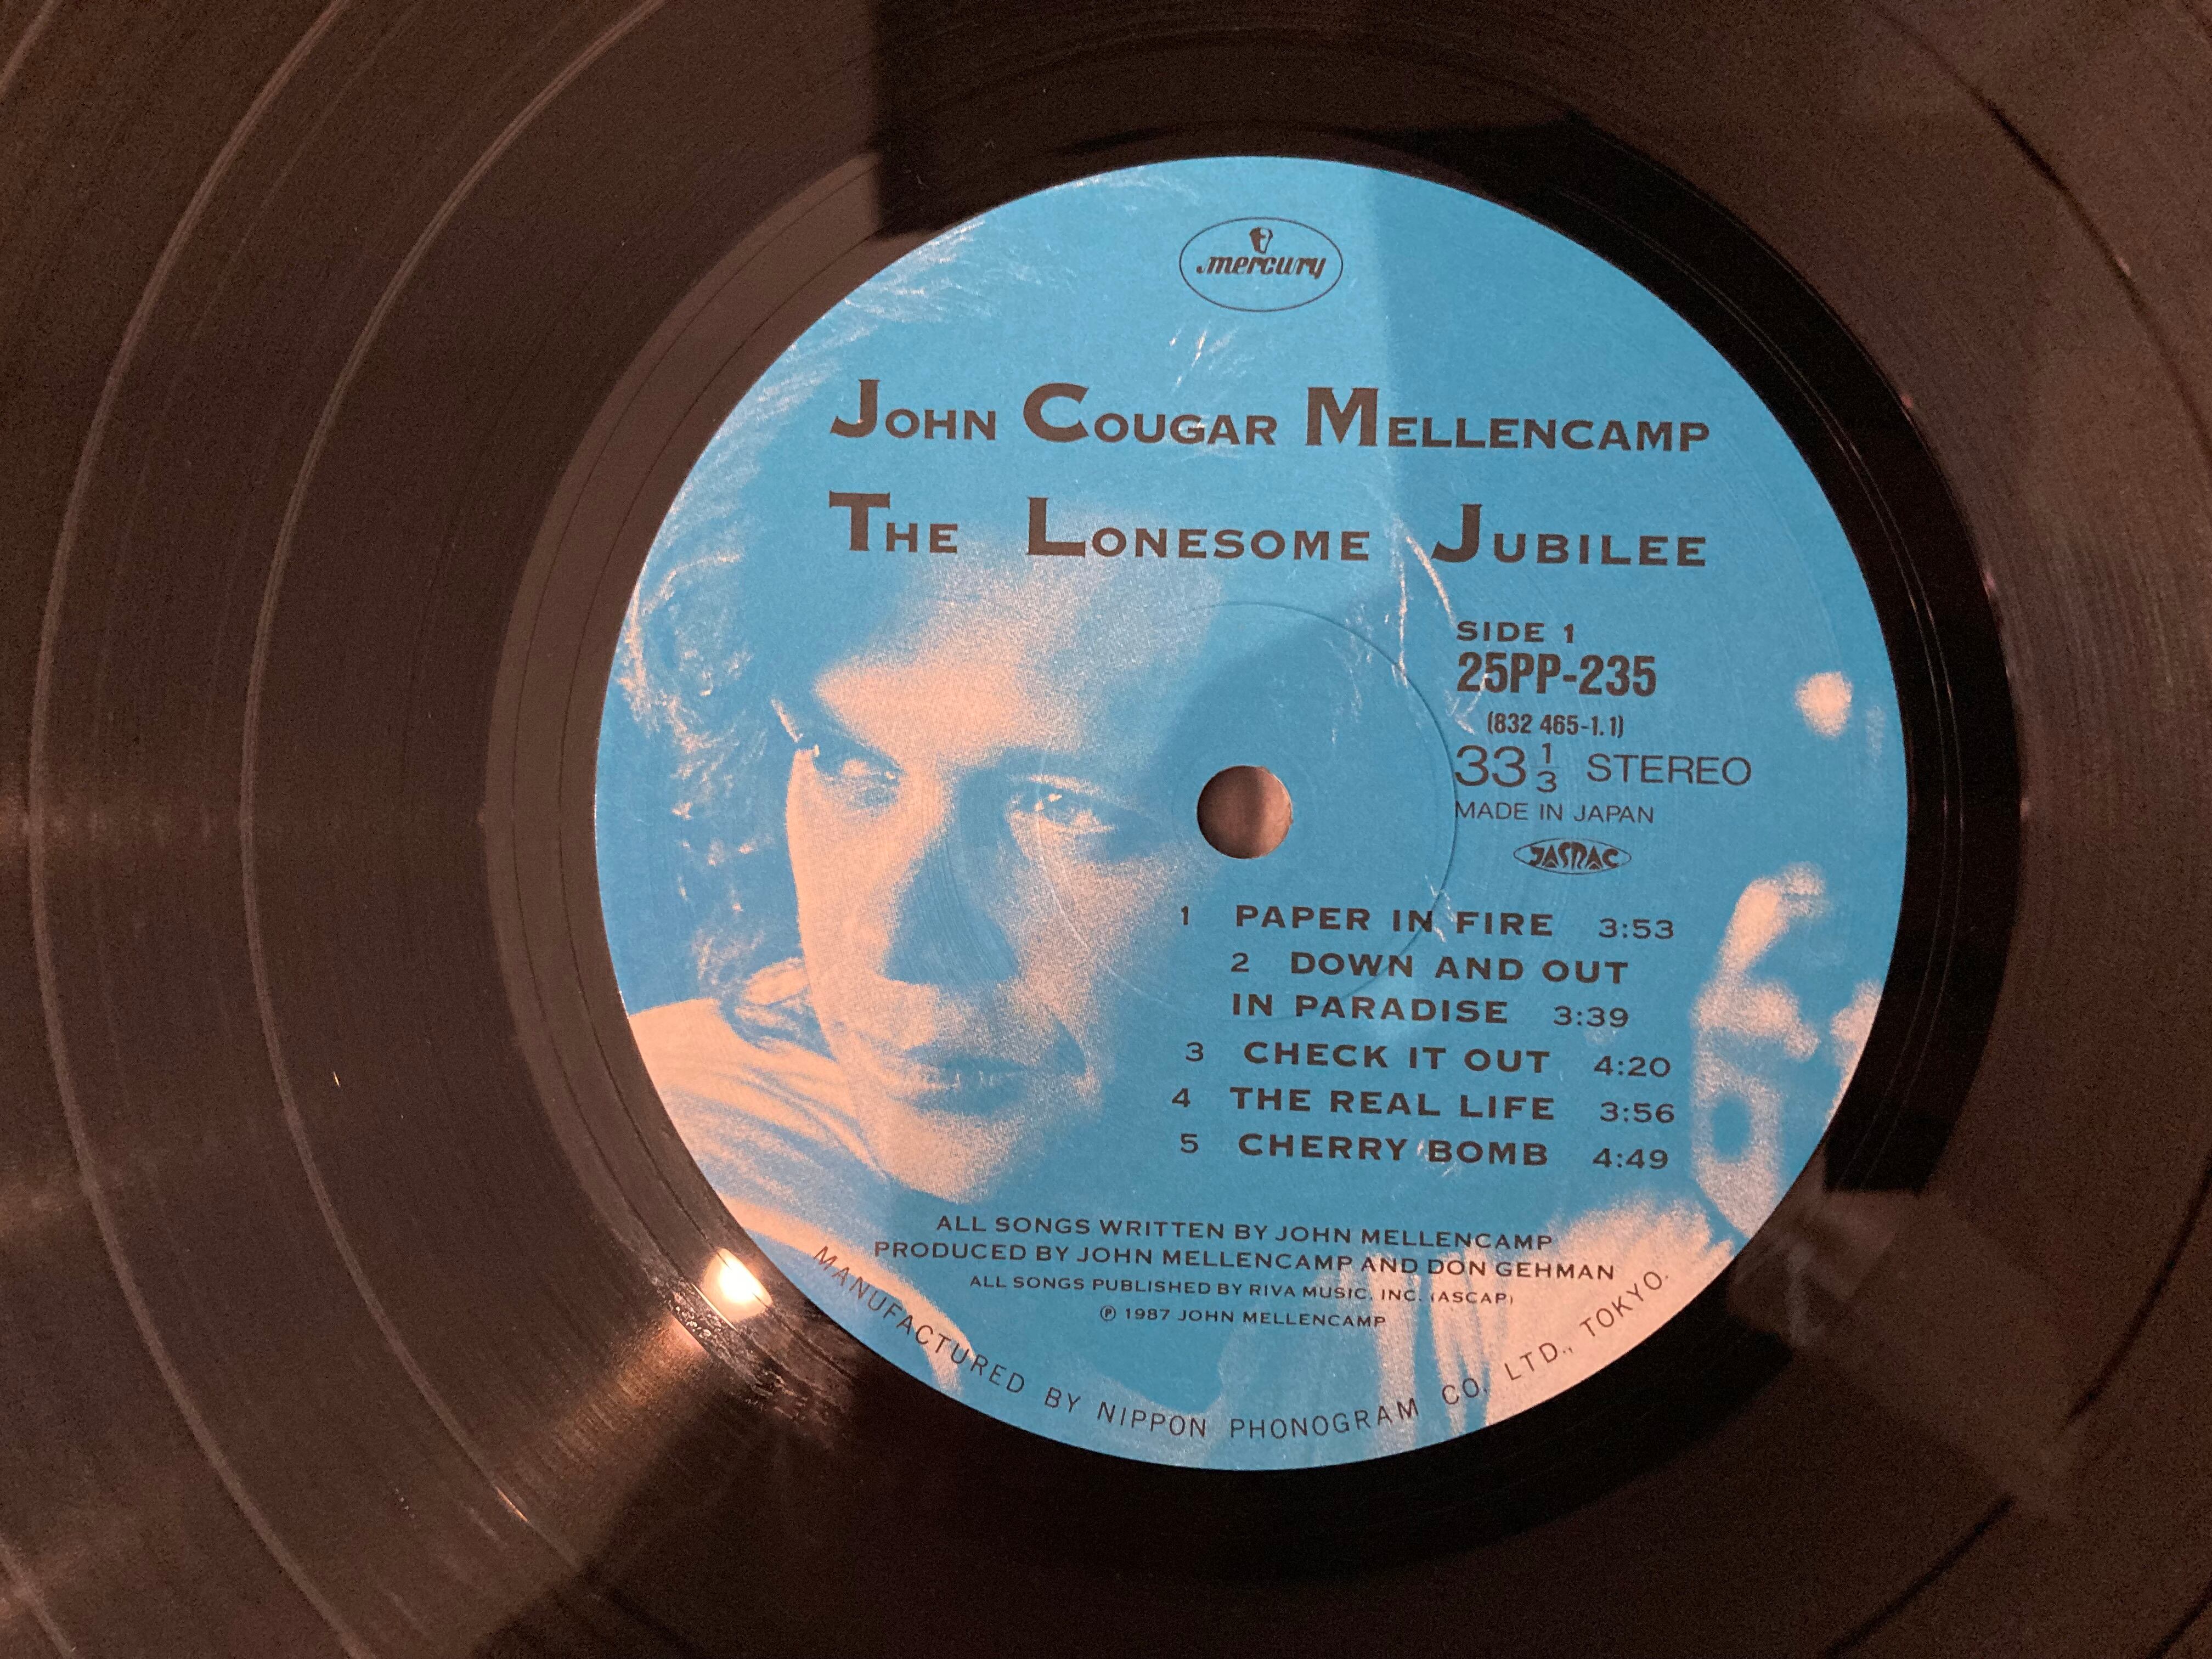 mercury
JOHN COUGAR MELLENCAMP
THE LONESOME JUBILEE
SIDE 1
25PP-235
(832 465-1.1)
33 1/3 STEREO
MADE IN JAPAN
JASRAC
1 PAPER IN FIRE 3:53
2 DOWN AND OUT
IN PARADISE 3:39
3 CHECK IT OUT 4:20
4 THE REAL LIFE 3:56
5 CHERRY BOMB 4:49
ALL SONGS WRITTEN BY JOHN MELLENCAMP
PRODUCED BY JOHN MELLENCAMP AND DON GEHMAN
ALL SONGS PUBLISHED BY RIVA MUSIC, INC. (ASCAP)
℗ 1987 JOHN MELLENCAMP
MANUFACTURED BY NIPPON PHONOGRAM CO. LTD., TOKYO.